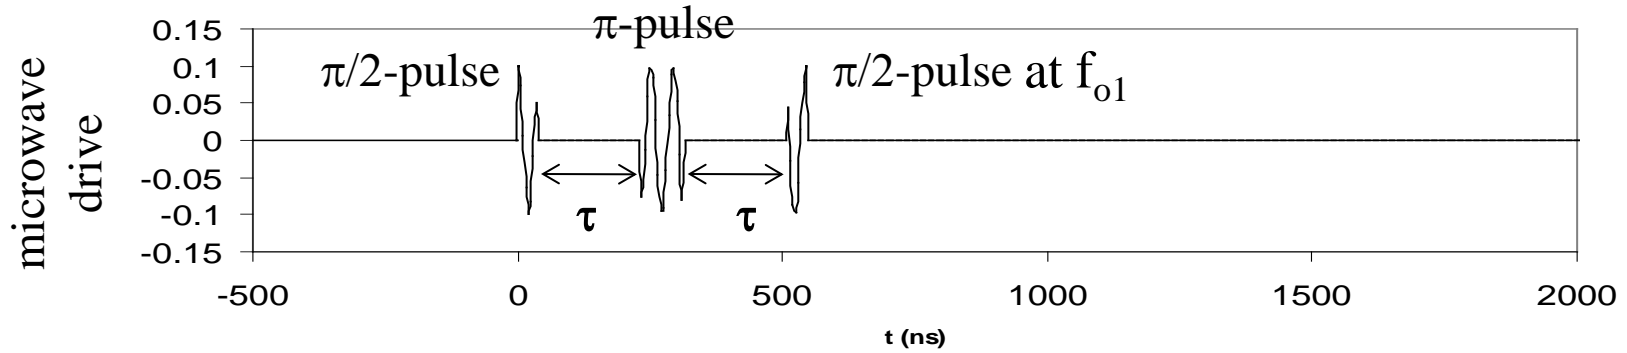 π-pulse
0.15
π/2-pulse
π/2-pulse at fo1
0.1
0.05
0
-0.05
-0.1
-0.15
microwave
drive
τ
τ
-500
0
500
1000
1500
2000
t (ns)